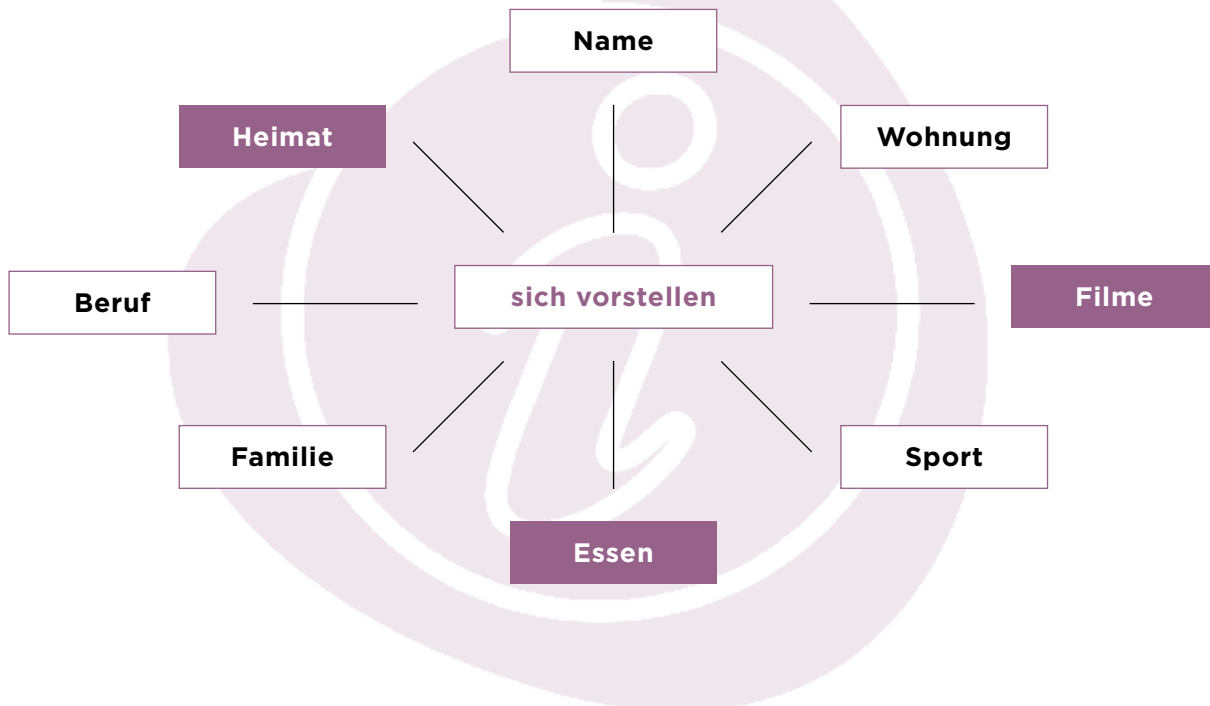 Name
Heimat
Wohnung
Beruf
sich vorstellen
Filme
Familie
Sport
Essen